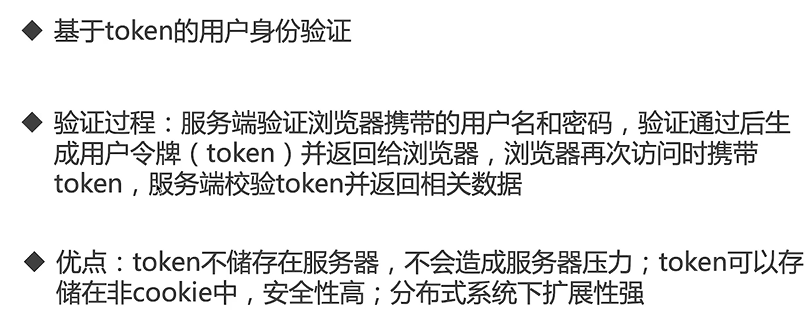 ◆ 基于token的用户身份验证
◆ 验证过程：服务端验证浏览器携带的用户名和密码，验证通过后生
成用户令牌（token）并返回给浏览器，浏览器再次访问时携带
token，服务端校验token并返回相关数据
◆ 优点：token不储存在服务器，不会造成服务器压力；token可以存
储在非cookie中，安全性高；分布式系统下扩展性强